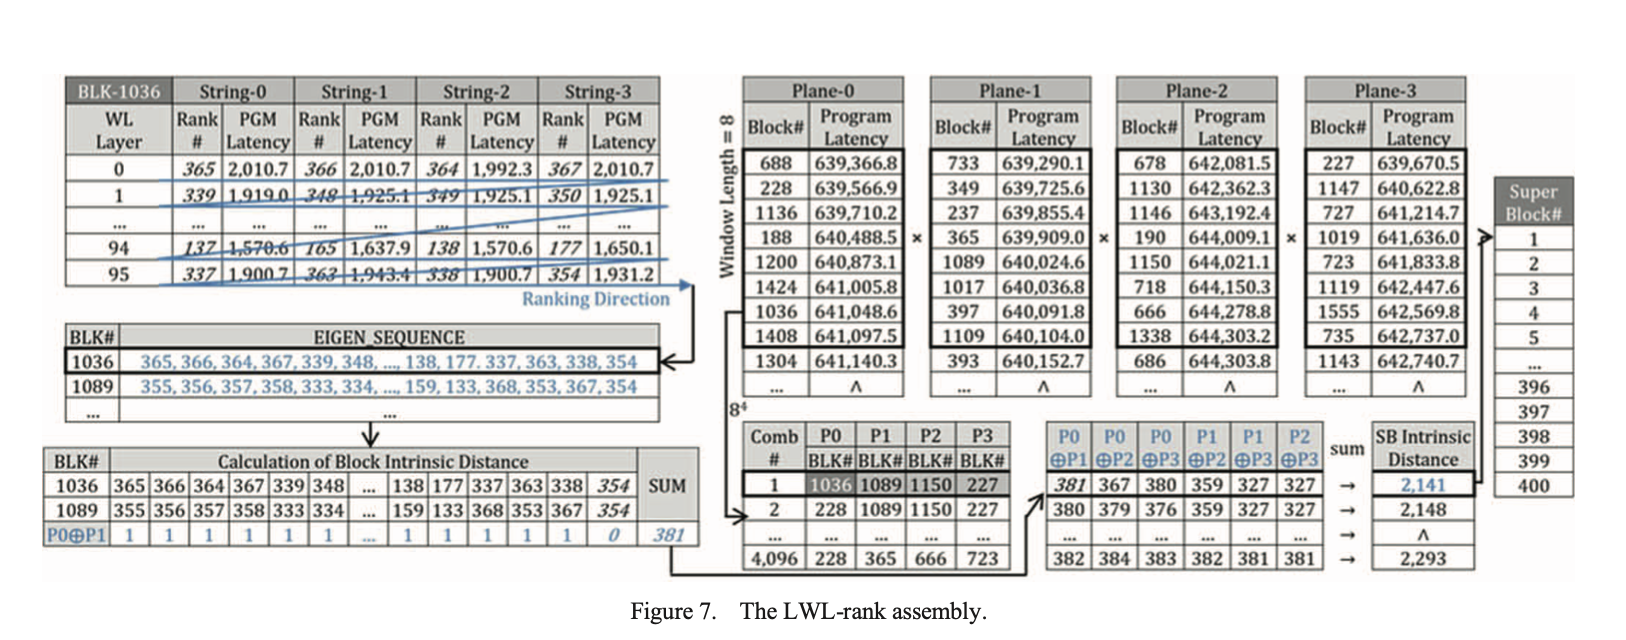 BLK-1036 String-0 String-1 String-2 String-3
WL Layer Rank # PGM Latency Rank # PGM Latency Rank # PGM Latency Rank # PGM Latency
0 365 2,010.7 366 2,010.7 364 1,992.3 367 2,010.7
1 339 1,919.0 348 1,925.1 349 1,925.1 350 1,925.1
... ... ... ... ... ... ... ... ...
94 137 1,570.6 165 1,637.9 138 1,570.6 177 1,650.1
95 337 1,900.7 363 1,943.4 338 1,900.7 354 1,931.2
Ranking Direction
BLK# EIGEN_SEQUENCE
1036 365, 366, 364, 367, 339, 348, ..., 138, 177. 337, 363, 338, 354
1089 355, 356, 357, 358, 333, 334, ..., 159, 133, 368, 353, 367, 354
... ...
BLK# Calculation of Block Intrinsic Distance SUM
1036 365 366 364 367 339 348 ... 138 177 337 363 338 354
1089 355 356 357 358 333 334 ... 159 133 368 353 367 354
P0⊕P1 1 1 1 1 1 1 ... 1 1 1 1 1 0 381
Window Length = 8
Plane-0
Block# Program Latency
688 639,366.8
228 639,566.9
1136 639,710.2
188 640,488.5
1200 640,873.1
1424 641,005.8
1036 641,048.6
1408 641,097.5
1304 641,140.3
... ∧
×
Plane-1
Block# Program Latency
733 639,290.1
349 639,725.6
237 639,855.4
365 639,909.0
1089 640,024.6
1017 640,036.8
397 640,091.8
1109 640,104.0
393 640,152.7
... ∧
×
Plane-2
Block# Program Latency
678 642,081.5
1130 642,362.3
1146 643,192.4
190 644,009.1
1150 644,021.1
718 644,150.3
666 644,278.8
1338 644,303.2
686 644,303.8
... ∧
×
Plane-3
Block# Program Latency
227 639,670.5
1147 640,622.8
727 641,214.7
1019 641,636.0
723 641,833.8
1119 642,447.6
1555 642,569.8
735 642,737.0
1143 642,740.7
... ∧
8⁴
Comb # P0 BLK# P1 BLK# P2 BLK# P3 BLK#
1 1036 1089 1150 227
2 228 1089 1150 227
... ... ... ... ...
4,096 228 365 666 723
P0⊕P1 P0⊕P2 P0⊕P3 P1⊕P2 P1⊕P3 P2⊕P3 sum SB Intrinsic Distance
381 367 380 359 327 327 → 2,141
380 379 376 359 327 327 → 2,148
... ... ... ... ... ... → ∧
382 384 383 382 381 381 → 2,293
Super
Block#
1
2
3
4
5
...
396
397
398
399
400
Figure 7. The LWL-rank assembly.